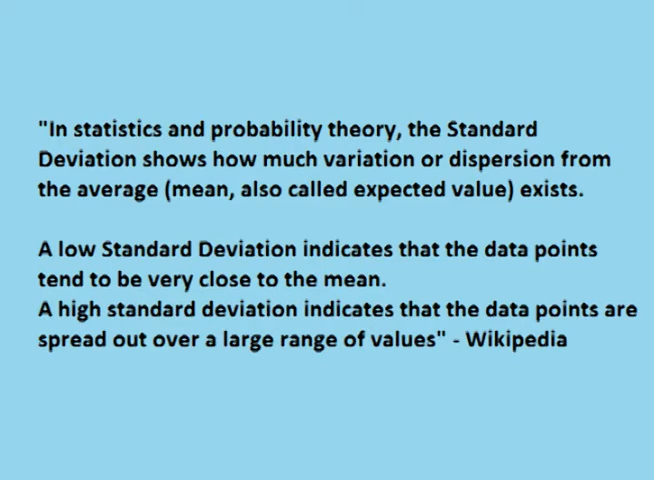 "In statistics and probability theory, the Standard
Deviation shows how much variation or dispersion from
the average (mean, also called expected value) exists.
A low Standard Deviation indicates that the data points
tend to be very close to the mean.
A high standard deviation indicates that the data points are
spread out over a large range of values" - Wikipedia